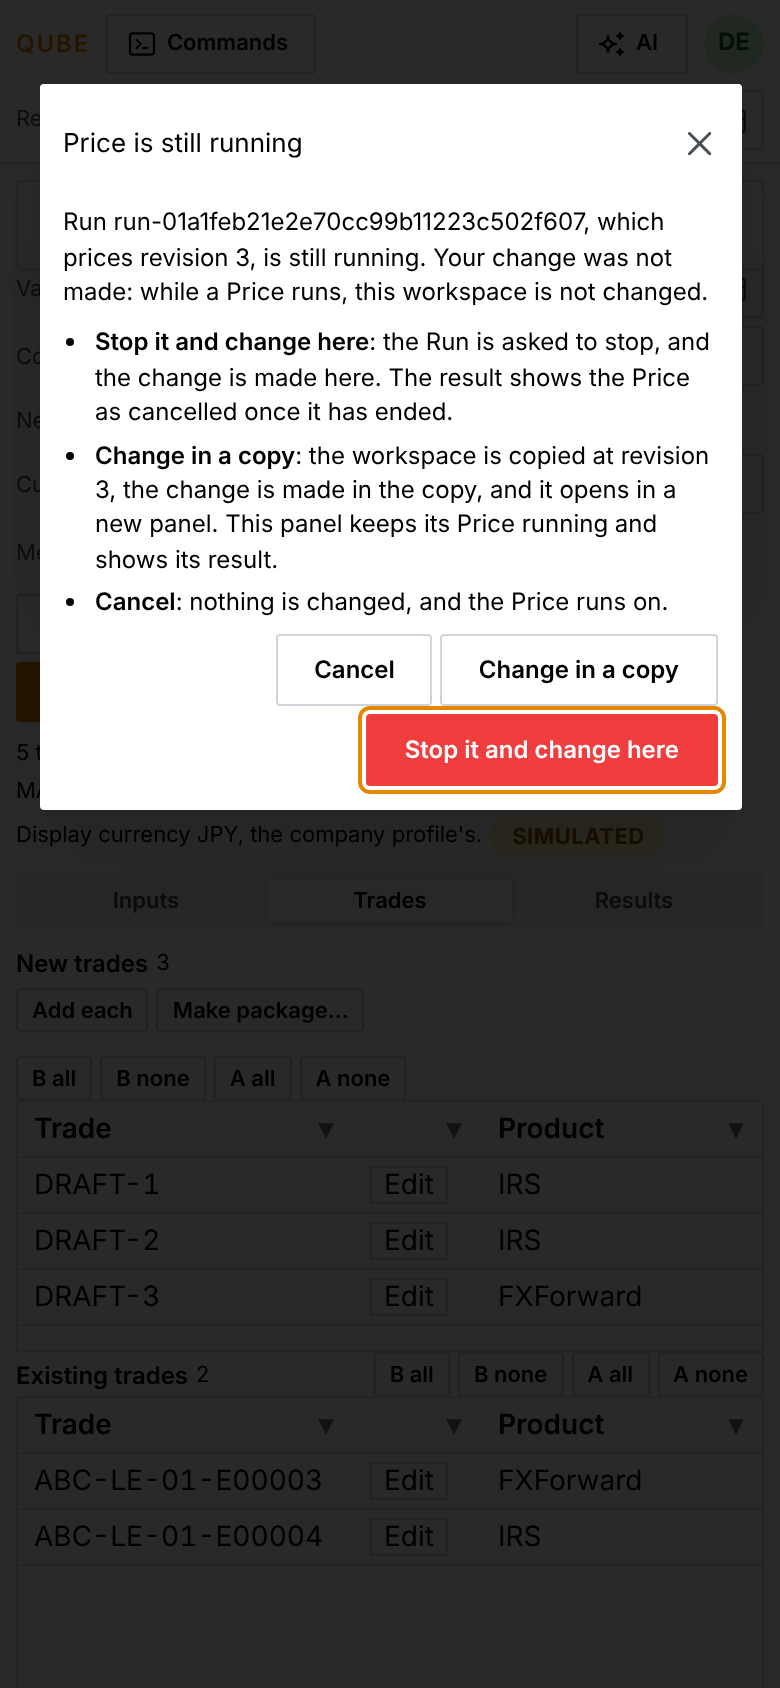 QUBE
Commands
AI
DE
Re
Price is still running
Run run-01a1feb21e2e70cc99b11223c502f607, which
prices revision 3, is still running. Your change was not
made: while a Price runs, this workspace is not changed.
• Stop it and change here: the Run is asked to stop, and
the change is made here. The result shows the Price
as cancelled once it has ended.
• Change in a copy: the workspace is copied at revision
3, the change is made in the copy, and it opens in a
new panel. This panel keeps its Price running and
shows its result.
• Cancel: nothing is changed, and the Price runs on.
Cancel
Change in a copy
Stop it and change here
Va
Co
Ne
Cu
Me
5 t
MA
Display currency JPY, the company profile's. SIMULATED
Inputs Trades Results
New trades 3
Add each Make package...
B all B none A all A none
Trade ▼ ▼ Product ▼
DRAFT-1 Edit IRS
DRAFT-2 Edit IRS
DRAFT-3 Edit FXForward
Existing trades 2 B all B none A all A none
Trade ▼ ▼ Product ▼
ABC-LE-01-E00003 Edit FXForward
ABC-LE-01-E00004 Edit IRS